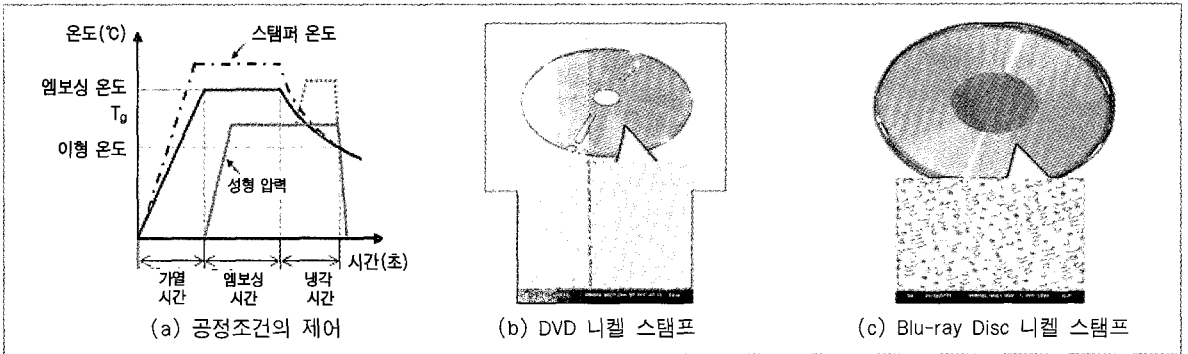 온도(℃)
스탬퍼 온도
엠보싱 온도
Tg
이형 온도
성형 압력
시간(초)
가열 시간
엠보싱 시간
냉각 시간
(a) 공정조건의 제어
(b) DVD 니켈 스탬프
(c) Blu-ray Disc 니켈 스탬프